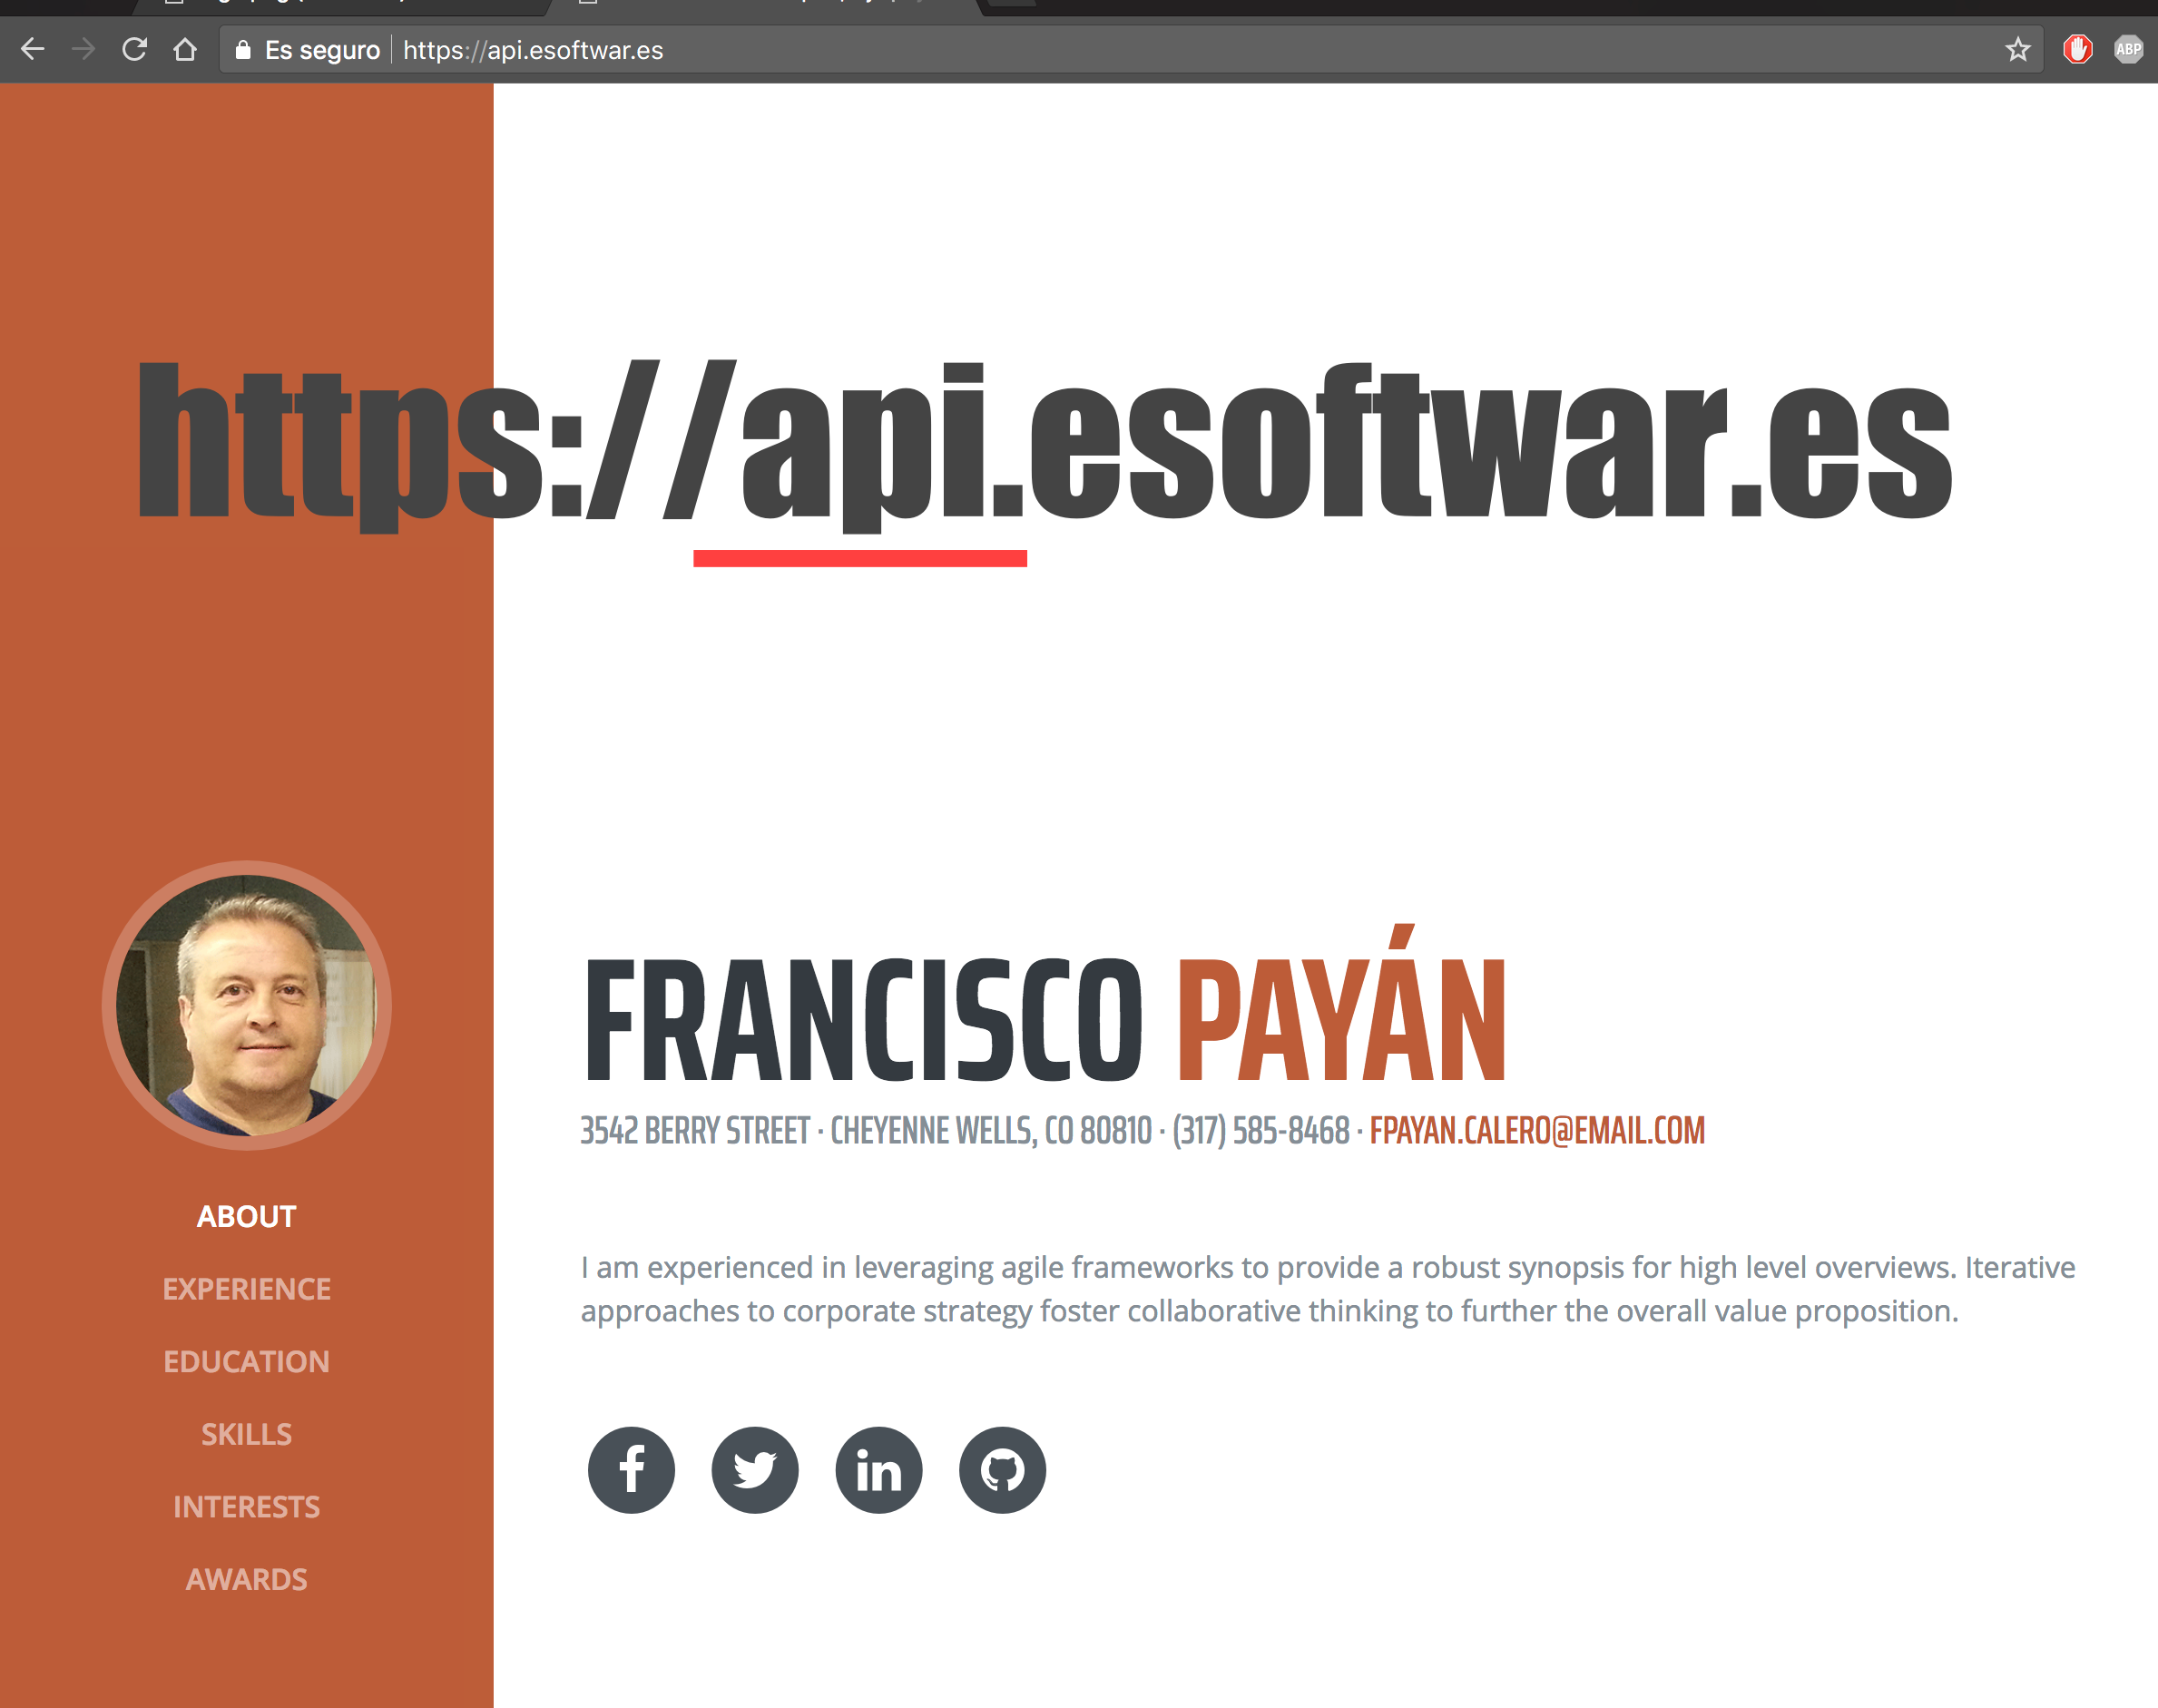 Es seguro https://api.esoftwar.es
ABP
https://api.esoftwar.es
FRANCISCO PAYÁN
3542 BERRY STREET · CHEYENNE WELLS, CO 80810 · (317) 585-8468 · FPAYAN.CALERO@EMAIL.COM
ABOUT
EXPERIENCE
EDUCATION
SKILLS
INTERESTS
AWARDS
I am experienced in leveraging agile frameworks to provide a robust synopsis for high level overviews. Iterative
approaches to corporate strategy foster collaborative thinking to further the overall value proposition.